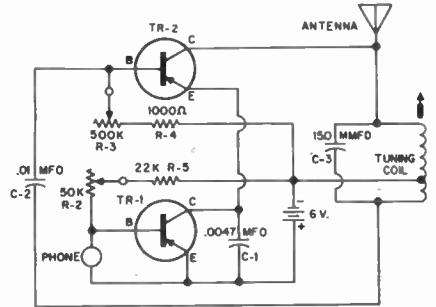 ANTENNA
TR-2
C
B
E
1000Ω
500K
R-3
R-4
150 MMFD
C-3
TUNING
COIL
.01 MFD
C-2
22K R-5
50K
R-2
TR-1
C
B
E
.0047 MFD
C-1
-
6 V.
+
PHONE